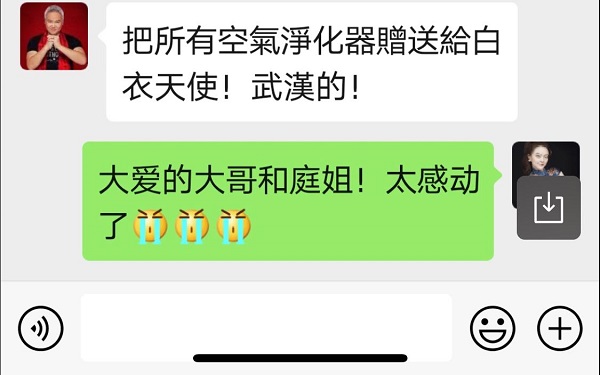 把所有空氣淨化器贈送給白
衣天使！武漢的！
大爱的大哥和庭姐！太感动
了😭😭😭